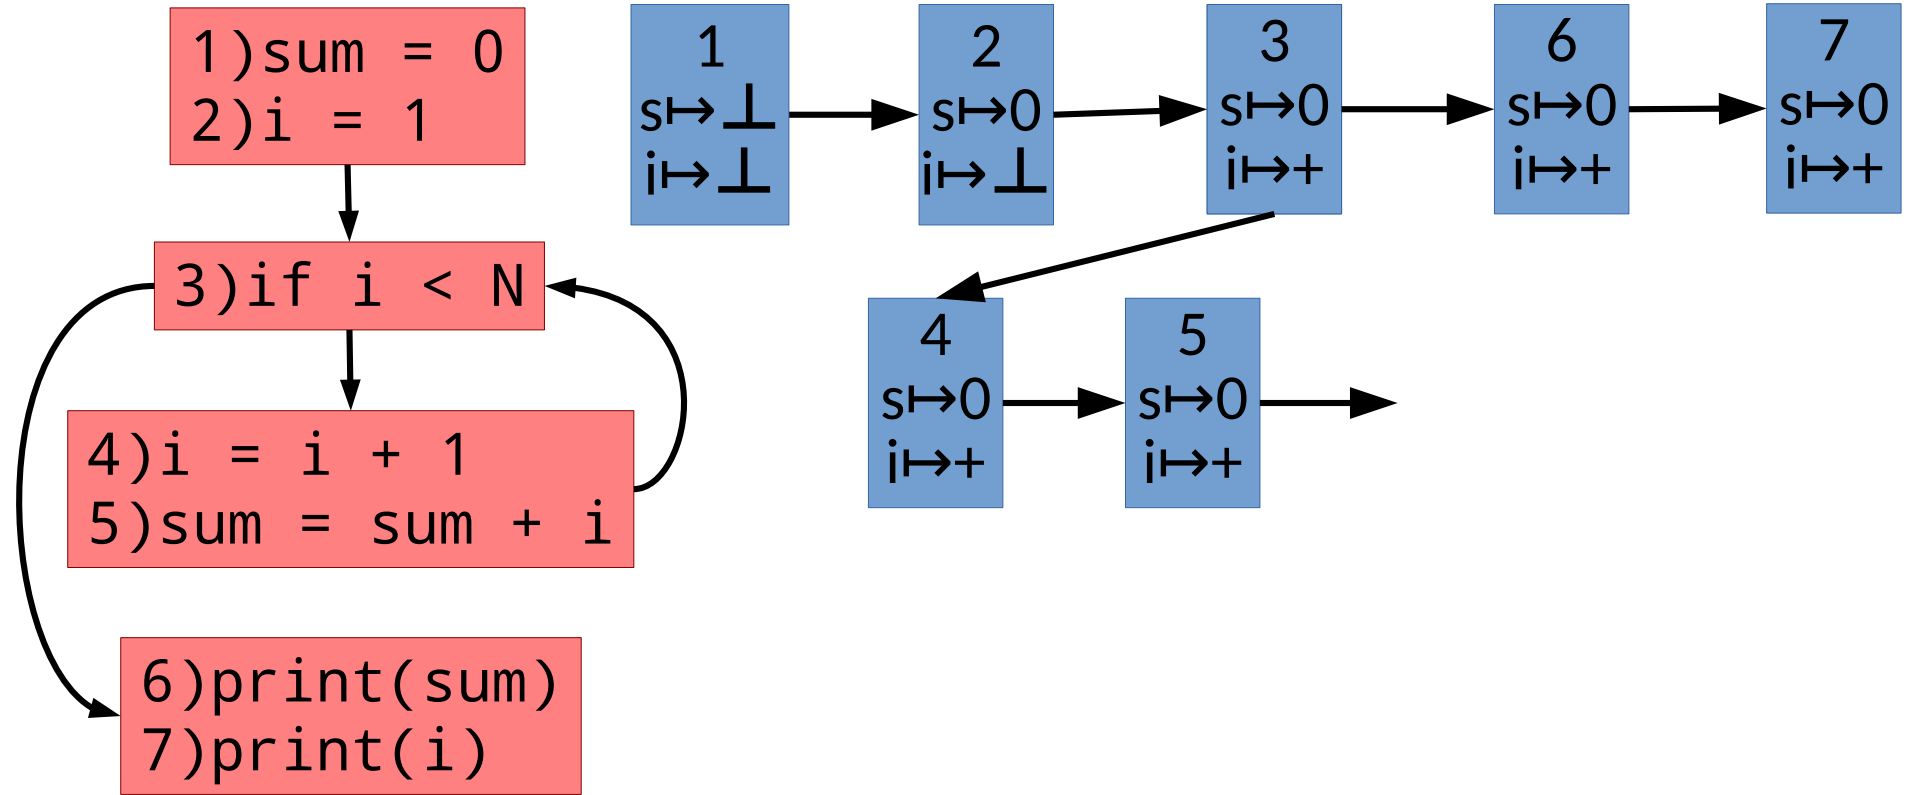 1)sum = 0
2)i = 1
3)if i < N
4)i = i + 1
5)sum = sum + i
6)print(sum)
7)print(i)
1
s↦⊥
i↦⊥
2
s↦0
i↦⊥
3
s↦0
i↦+
6
s↦0
i↦+
7
s↦0
i↦+
4
s↦0
i↦+
5
s↦0
i↦+